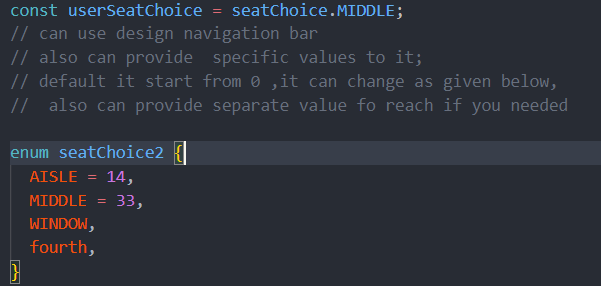 const userSeatChoice = seatChoice.MIDDLE;
// can use design navigation bar
// also can provide  specific values to it;
// default it start from 0 ,it can change as given below,
//  also can provide separate value fo reach if you needed
enum seatChoice2 {
  AISLE = 14,
  MIDDLE = 33,
  WINDOW,
  fourth,
}